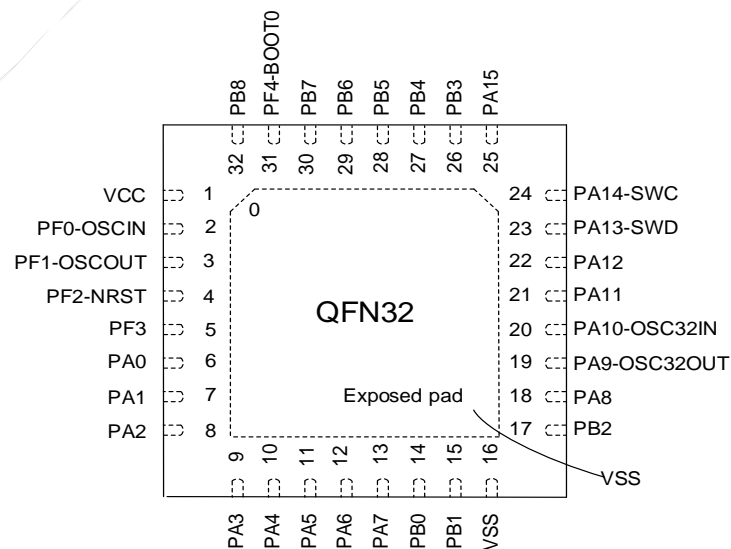 PB8
PF4-BOOT0
PB7
PB6
PB5
PB4
PB3
PA15
32
31
30
29
28
27
26
25
VCC 1
PF0-OSCIN 2
PF1-OSCOUT 3
PF2-NRST 4
PF3 5
PA0 6
PA1 7
PA2 8
0
QFN32
Exposed pad
24 PA14-SWC
23 PA13-SWD
22 PA12
21 PA11
20 PA10-OSC32IN
19 PA9-OSC32OUT
18 PA8
17 PB2
VSS
9
10
11
12
13
14
15
16
PA3
PA4
PA5
PA6
PA7
PB0
PB1
VSS